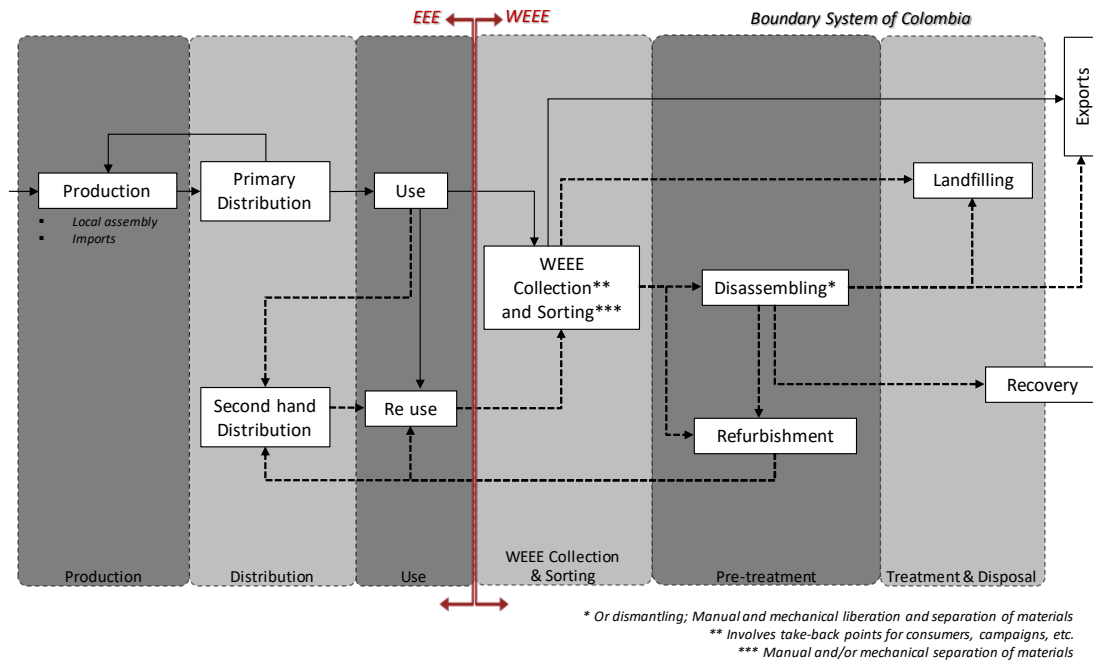 EEE
WEEE
Boundary System of Colombia
Exports
Production
Primary
Distribution
Use
Landfilling
▪ Local assembly
▪ Imports
WEEE
Collection**
and Sorting***
Disassembling*
Second hand
Distribution
Re use
Recovery
Refurbishment
Production
Distribution
Use
WEEE Collection
& Sorting
Pre-treatment
Treatment & Disposal
* Or dismantling; Manual and mechanical liberation and separation of materials
** Involves take-back points for consumers, campaigns, etc.
*** Manual and/or mechanical separation of materials